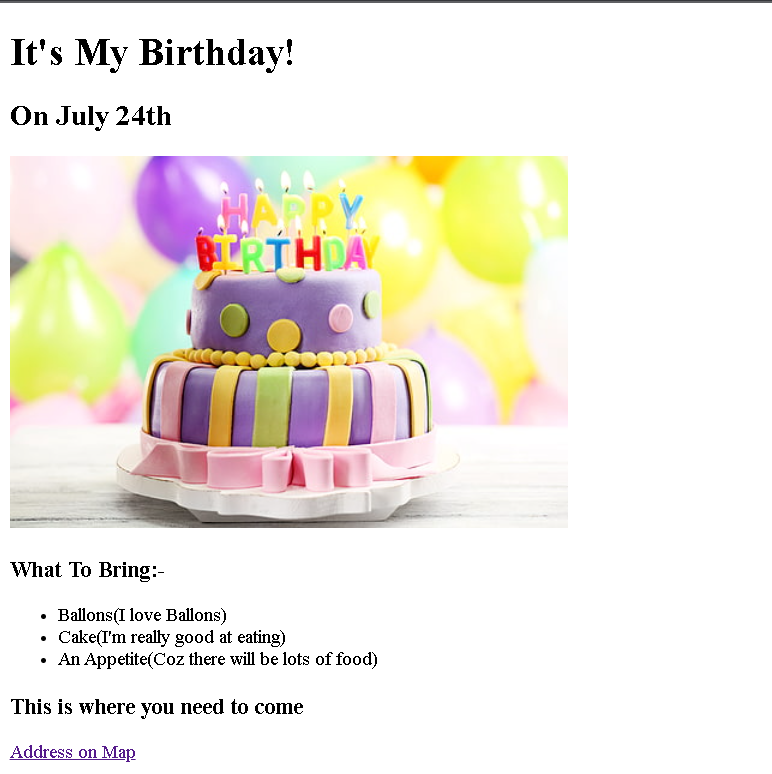 It's My Birthday!
On July 24th
HAPPY
BIRTHDAY
What To Bring:-
Ballons(I love Ballons)
Cake(I'm really good at eating)
An Appetite(Coz there will be lots of food)
This is where you need to come
Address on Map